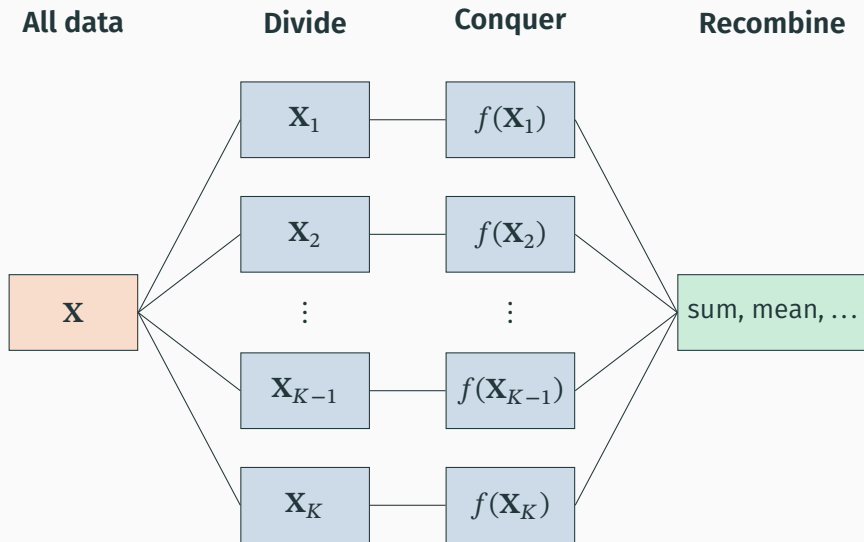 All data Divide Conquer Recombine
X₁ f(X₁)
X₂ f(X₂)
X ⋮ ⋮ sum, mean, …
X_{K−1} f(X_{K−1})
X_K f(X_K)